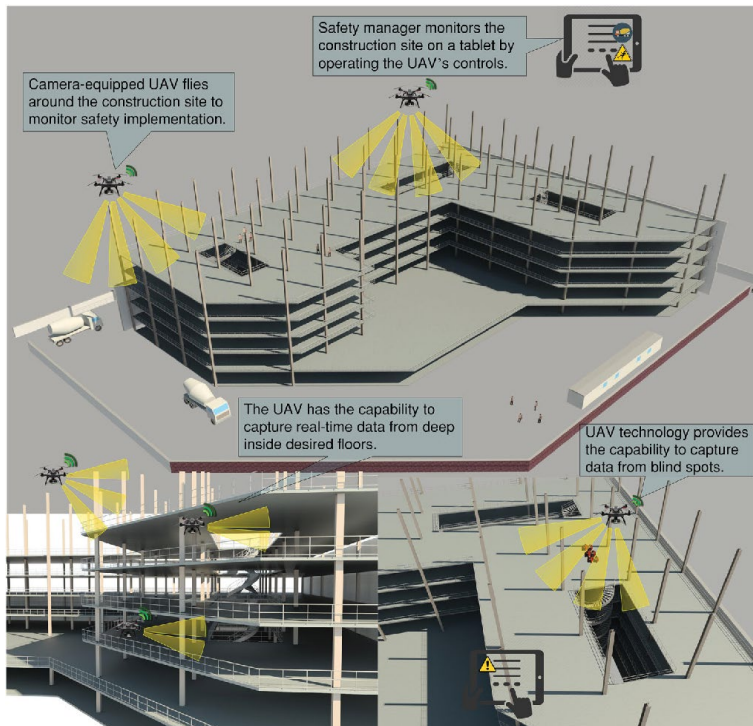 Safety manager monitors the
construction site on a tablet by
operating the UAV's controls.
Camera-equipped UAV flies
around the construction site to
monitor safety implementation.
The UAV has the capability to
capture real-time data from deep
inside desired floors.
UAV technology provides
the capability to capture
data from blind spots.